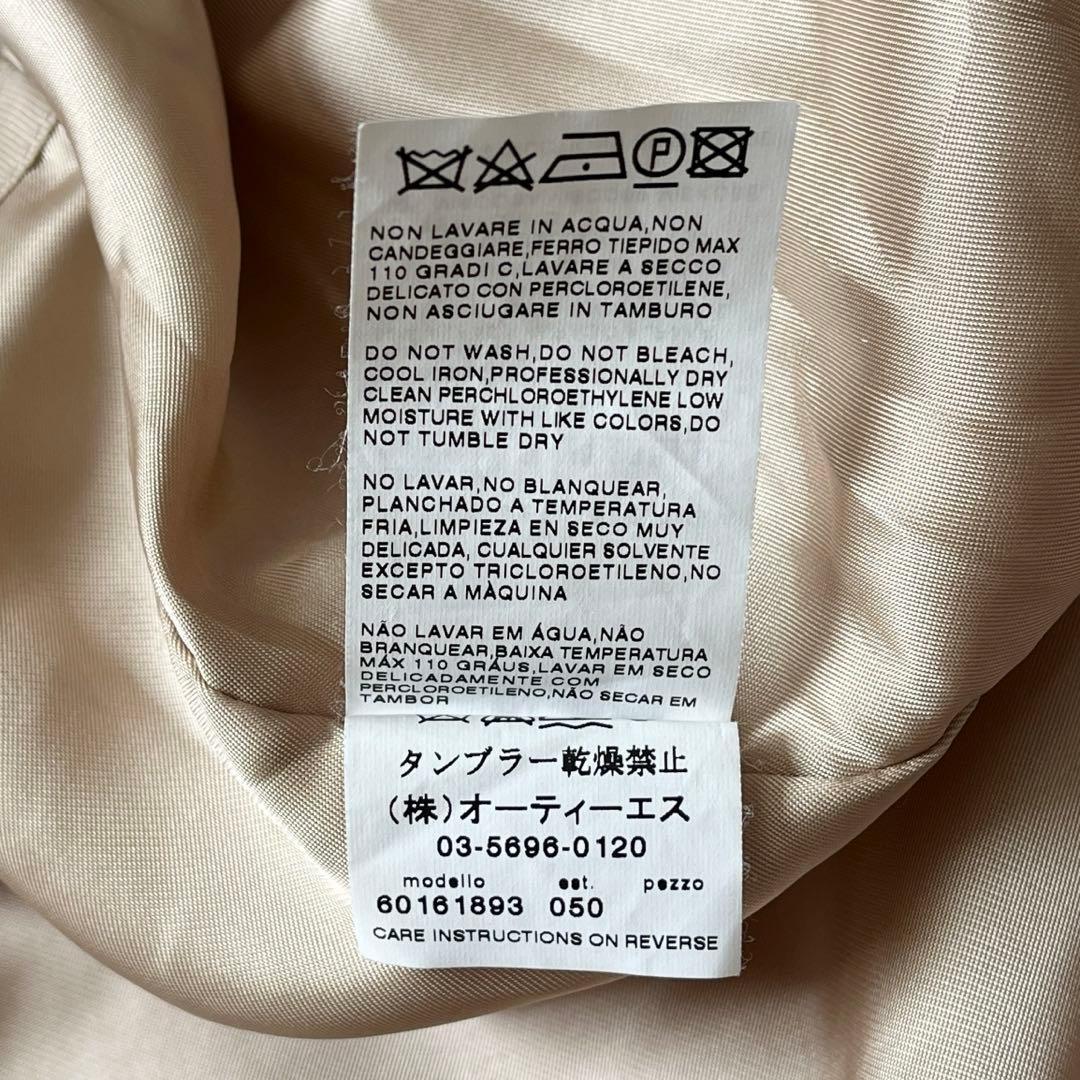 P
NON LAVARE IN ACQUA,NON
CANDEGGIARE,FERRO TIEPIDO MAX
110 GRADI C,LAVARE A SECCO
DELICATO CON PERCLOROETILENE,
NON ASCIUGARE IN TAMBURO
DO NOT WASH,DO NOT BLEACH,
COOL IRON,PROFESSIONALLY DRY
CLEAN PERCHLOROETHYLENE LOW
MOISTURE WITH LIKE COLORS,DO
NOT TUMBLE DRY
NO LAVAR,NO BLANQUEAR,
PLANCHADO A TEMPERATURA
FRIA,LIMPIEZA EN SECO MUY
DELICADA, CUALQUIER SOLVENTE
EXCEPTO TRICLOROETILENO,NO
SECAR A MÀQUINA
NÃO LAVAR EM ÁGUA,NÃO
BRANQUEAR,BAIXA TEMPERATURA
MÁX 110 GRAUS,LAVAR EM SECO
DELICADAMENTE COM
PERCLOROETILENO,NÃO SECAR EM
TAMBOR
タンブラー乾燥禁止
(株)オーティーエス
03-5696-0120
modello est. pezzo
60161893 050
CARE INSTRUCTIONS ON REVERSE